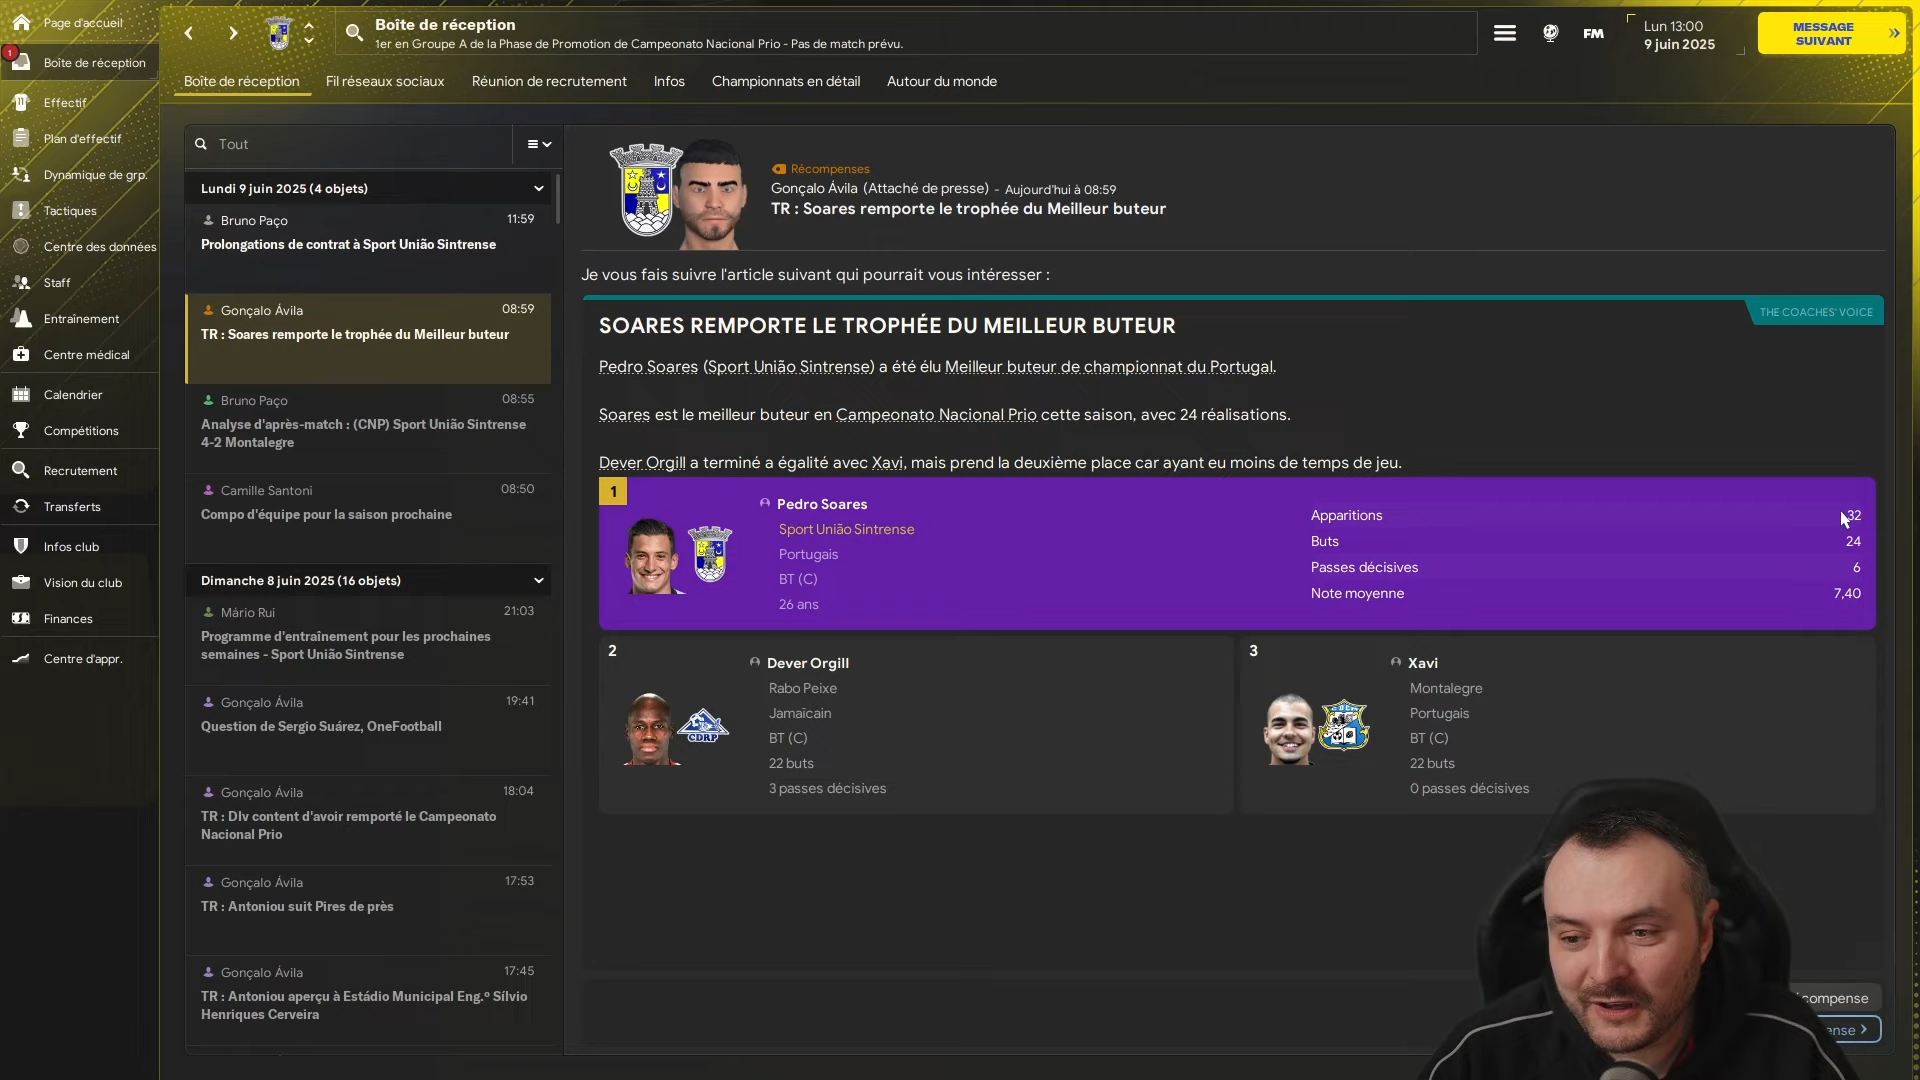 Page d'accueil
1
Boîte de réception
Effectif
Plan d'effectif
Dynamique de grp.
Tactiques
Centre des données
Staff
Entraînement
Centre médical
Calendrier
Compétitions
Recrutement
Transferts
Infos club
Vision du club
Finances
Centre d'appr.
Boîte de réception
1er en Groupe A de la Phase de Promotion de Campeonato Nacional Prio - Pas de match prévu.
FM
Lun 13:00
9 juin 2025
MESSAGE
SUIVANT
Boîte de réception
Fil réseaux sociaux
Réunion de recrutement
Infos
Championnats en détail
Autour du monde
Tout
Lundi 9 juin 2025 (4 objets)
Bruno Paço 11:59
Prolongations de contrat à Sport União Sintrense
Gonçalo Ávila 08:59
TR : Soares remporte le trophée du Meilleur buteur
Bruno Paço 08:55
Analyse d'après-match : (CNP) Sport União Sintrense
4-2 Montalegre
Camille Santoni 08:50
Compo d'équipe pour la saison prochaine
Dimanche 8 juin 2025 (16 objets)
Mário Rui 21:03
Programme d'entraînement pour les prochaines
semaines - Sport União Sintrense
Gonçalo Ávila 19:41
Question de Sergio Suárez, OneFootball
Gonçalo Ávila 18:04
TR : Dlv content d'avoir remporté le Campeonato
Nacional Prio
Gonçalo Ávila 17:53
TR : Antoniou suit Pires de près
Gonçalo Ávila 17:45
TR : Antoniou aperçu à Estádio Municipal Eng.º Sílvio
Henriques Cerveira
Récompenses
Gonçalo Ávila (Attaché de presse) - Aujourd'hui à 08:59
TR : Soares remporte le trophée du Meilleur buteur
Je vous fais suivre l'article suivant qui pourrait vous intéresser :
THE COACHES' VOICE
SOARES REMPORTE LE TROPHÉE DU MEILLEUR BUTEUR
Pedro Soares (Sport União Sintrense) a été élu Meilleur buteur de championnat du Portugal.
Soares est le meilleur buteur en Campeonato Nacional Prio cette saison, avec 24 réalisations.
Dever Orgill a terminé a égalité avec Xavi, mais prend la deuxième place car ayant eu moins de temps de jeu.
1
Pedro Soares
Sport União Sintrense
Portugais
BT (C)
26 ans
Apparitions 32
Buts 24
Passes décisives 6
Note moyenne 7,40
2
Dever Orgill
Rabo Peixe
Jamaïcain
BT (C)
22 buts
3 passes décisives
CDRP
3
Xavi
Montalegre
Portugais
BT (C)
22 buts
0 passes décisives
compense
ense